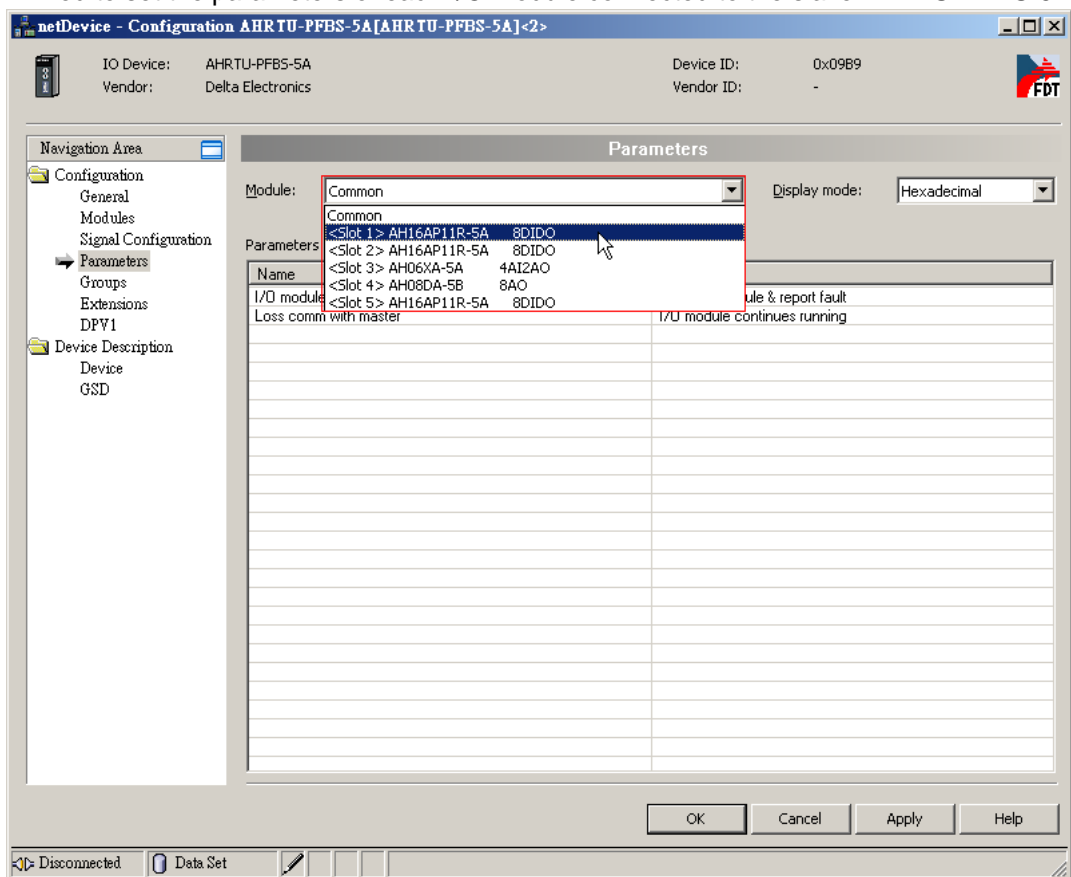 netDevice - Configuration AHRTU-PFBS-5A[AHRTU-PFBS-5A]<2>
IO Device: AHRTU-PFBS-5A Device ID: 0x09B9
Vendor: Delta Electronics Vendor ID: -
FDT
Navigation Area
Parameters
Configuration
General
Modules
Signal Configuration
Parameters
Groups
Extensions
DPV1
Device Description
Device
GSD
Module: Common Display mode: Hexadecimal
Common
<Slot 1> AH16AP11R-5A 8DIDO
<Slot 2> AH16AP11R-5A 8DIDO
<Slot 3> AH06XA-5A 4AI2AO
<Slot 4> AH08DA-5B 8AO
<Slot 5> AH16AP11R-5A 8DIDO
Parameters
Name
I/O module & report fault
Loss comm with master I/O module continues running
OK Cancel Apply Help
Disconnected Data Set